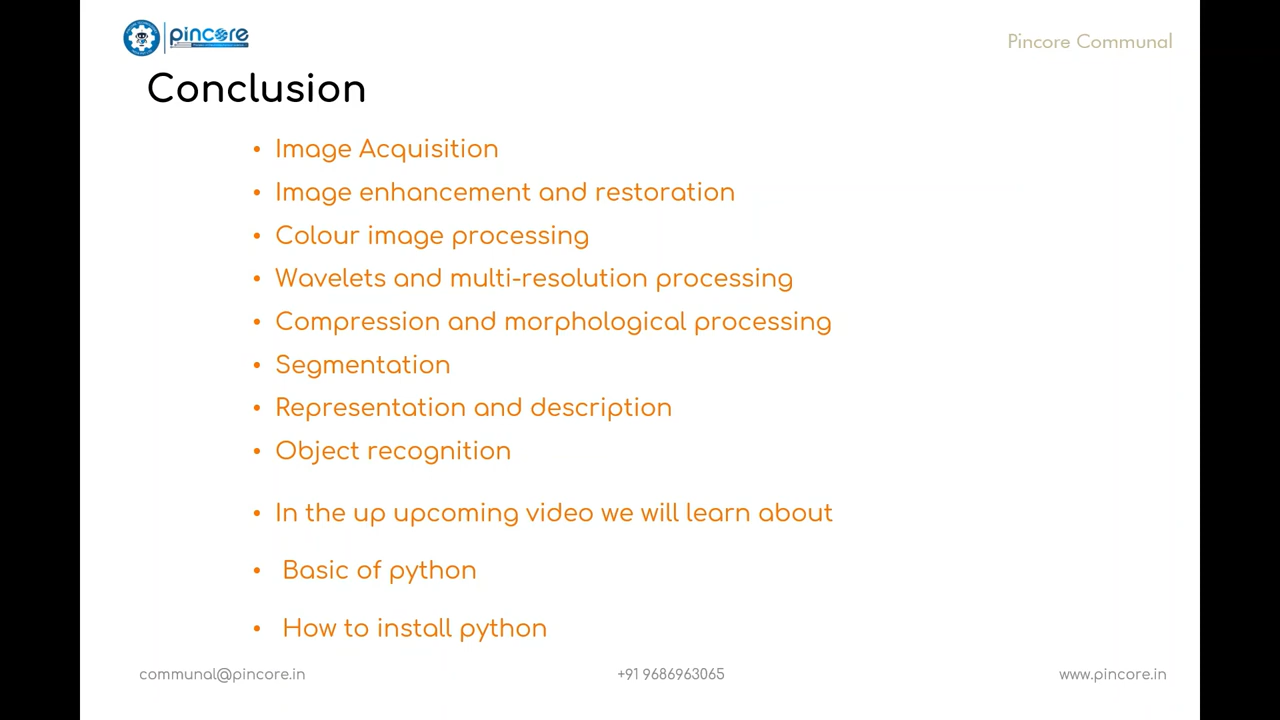 pincore
Pincore Communal
Conclusion
• Image Acquisition
• Image enhancement and restoration
• Colour image processing
• Wavelets and multi-resolution processing
• Compression and morphological processing
• Segmentation
• Representation and description
• Object recognition
• In the up upcoming video we will learn about
• Basic of python
• How to install python
communal@pincore.in
+91 9686963065
www.pincore.in